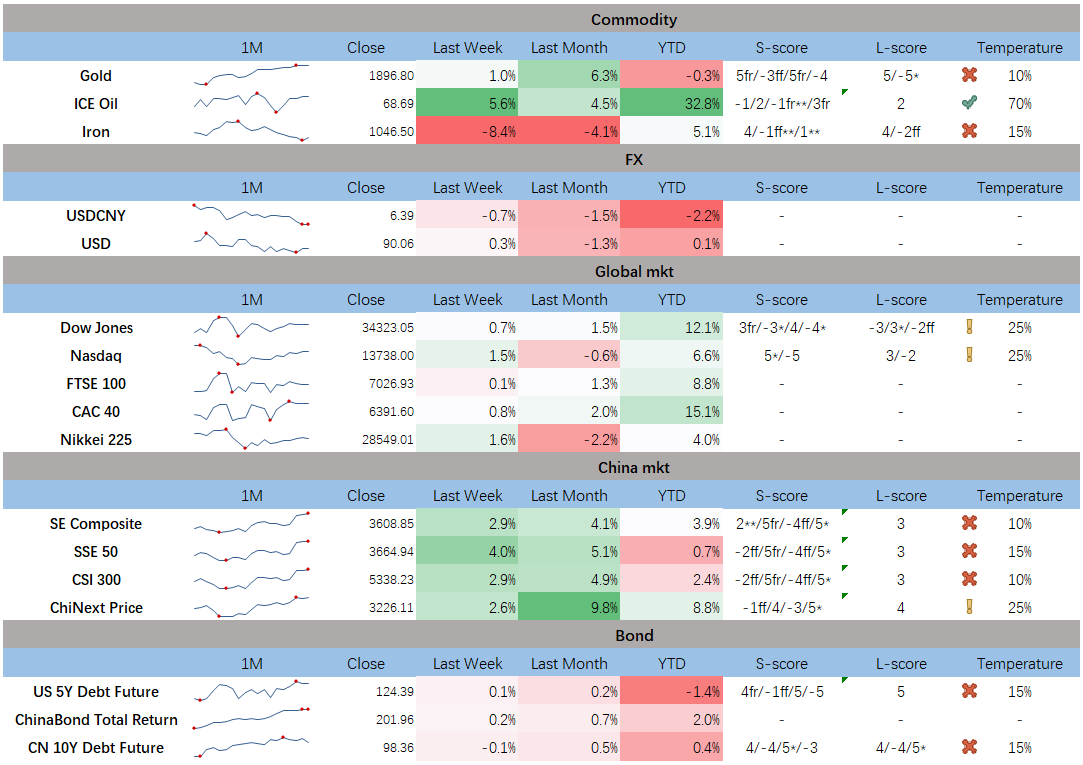 Commodity
1M Close Last Week Last Month YTD S-score L-score Temperature
Gold 1896.80 1.0% 6.3% -0.3% 5fr/-3ff/5fr/-4 5/-5* 10%
ICE Oil 68.69 5.6% 4.5% 32.8% -1/2/-1fr**/3fr 2 70%
Iron 1046.50 -8.4% -4.1% 5.1% 4/-1ff**/1** 4/-2ff 15%
FX
1M Close Last Week Last Month YTD S-score L-score Temperature
USDCNY 6.39 -0.7% -1.5% -2.2% - - -
USD 90.06 0.3% -1.3% 0.1% - - -
Global mkt
1M Close Last Week Last Month YTD S-score L-score Temperature
Dow Jones 34323.05 0.7% 1.5% 12.1% 3fr/-3*/4/-4* -3/3*/-2ff 25%
Nasdaq 13738.00 1.5% -0.6% 6.6% 5*/-5 3/-2 25%
FTSE 100 7026.93 0.1% 1.3% 8.8% - - -
CAC 40 6391.60 0.8% 2.0% 15.1% - - -
Nikkei 225 28549.01 1.6% -2.2% 4.0% - - -
China mkt
1M Close Last Week Last Month YTD S-score L-score Temperature
SE Composite 3608.85 2.9% 4.1% 3.9% 2**/5fr/-4ff/5* 3 10%
SSE 50 3664.94 4.0% 5.1% 0.7% -2ff/5fr/-4ff/5* 3 15%
CSI 300 5338.23 2.9% 4.9% 2.4% -2ff/5fr/-4ff/5* 3 10%
ChiNext Price 3226.11 2.6% 9.8% 8.8% -1ff/4/-3/5* 4 25%
Bond
1M Close Last Week Last Month YTD S-score L-score Temperature
US 5Y Debt Future 124.39 0.1% 0.2% -1.4% 4fr/-1ff/5/-5 5 15%
ChinaBond Total Return 201.96 0.2% 0.7% 2.0% - - -
CN 10Y Debt Future 98.36 -0.1% 0.5% 0.4% 4/-4/5*/-3 4/-4/5* 15%